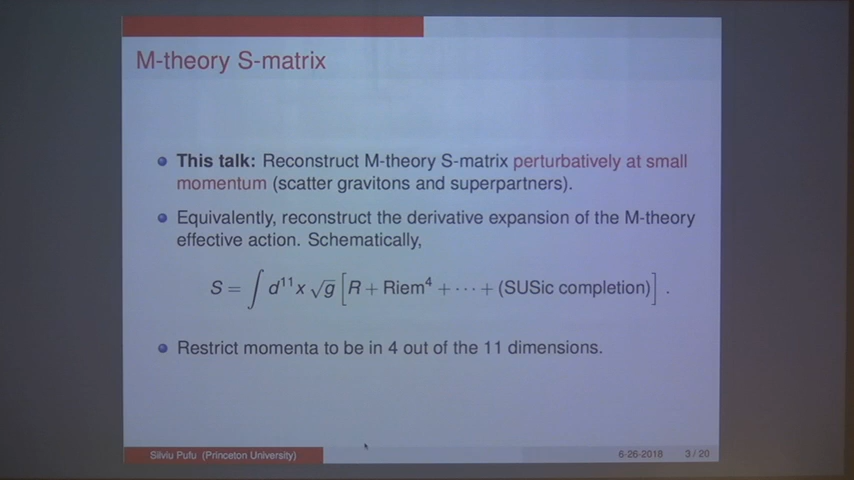 M-theory S-matrix
This talk: Reconstruct M-theory S-matrix perturbatively at small
momentum (scatter gravitons and superpartners).
Equivalently, reconstruct the derivative expansion of the M-theory
effective action. Schematically,
S = ∫ d¹¹x √g [R + Riem⁴ + ··· + (SUSic completion)] .
Restrict momenta to be in 4 out of the 11 dimensions.
Silviu Pufu (Princeton University) 6-26-2018 3 / 20